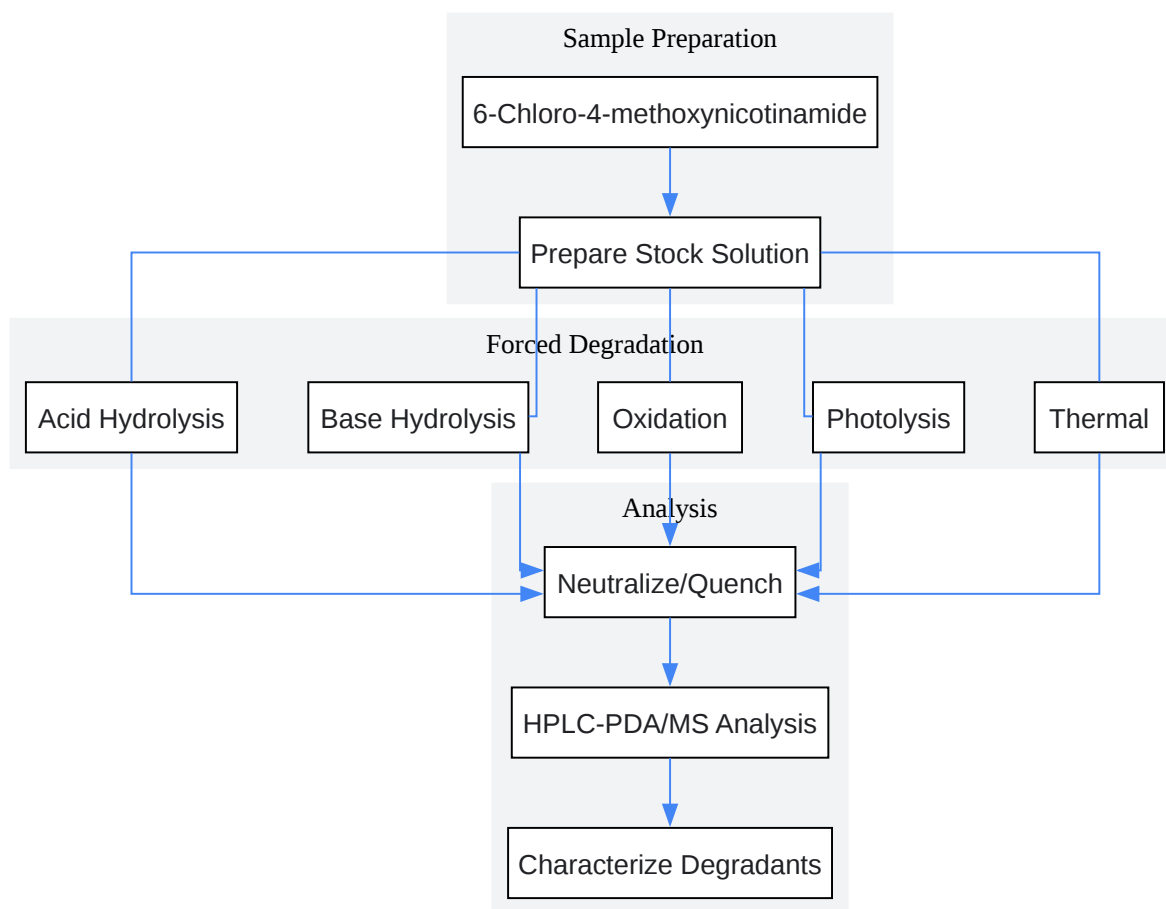 Sample Preparation
6-Chloro-4-methoxynicotinamide
Prepare Stock Solution
Forced Degradation
Acid Hydrolysis
Base Hydrolysis
Oxidation
Photolysis
Thermal
Analysis
Neutralize/Quench
HPLC-PDA/MS Analysis
Characterize Degradants